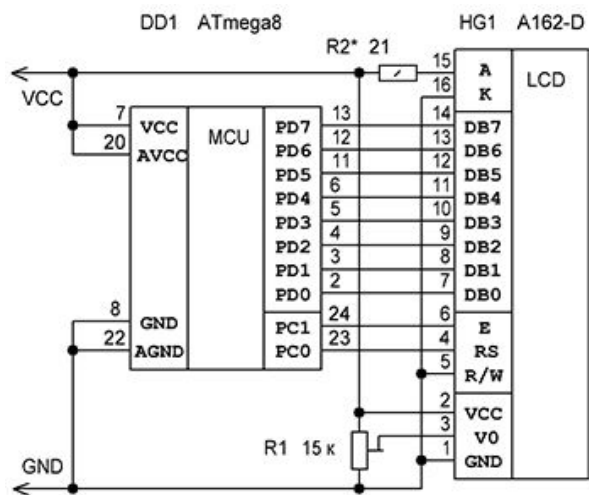 DD1 ATmega8 HG1 A162-D
R2* 21
VCC
GND
7 VCC
20 AVCC
8 GND
22 AGND
MCU
PD7 13
PD6 12
PD5 11
PD4 6
PD3 5
PD2 4
PD1 3
PD0 2
PC1 24
PC0 23
R1 15 к
15 A
16 K
LCD
14 DB7
13 DB6
12 DB5
11 DB4
10 DB3
9 DB2
8 DB1
7 DB0
6 E
4 RS
5 R/W
2 VCC
3 V0
1 GND